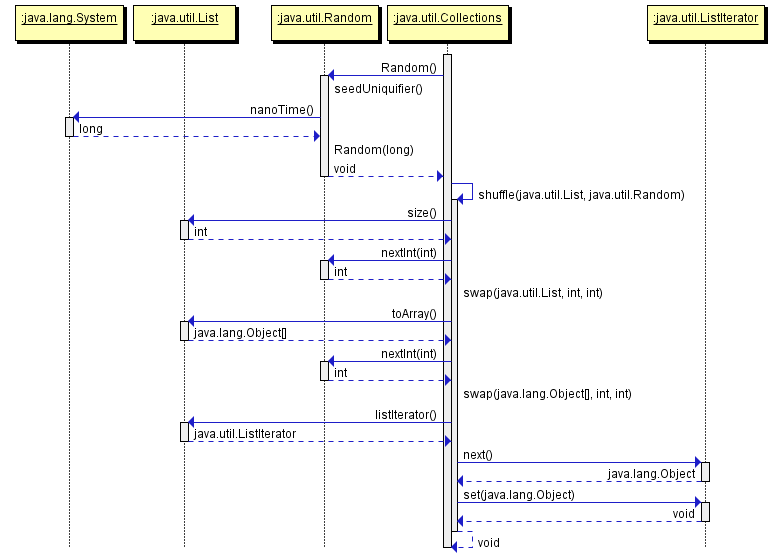 :java.lang.System
:java.util.List
:java.util.Random
:java.util.Collections
:java.util.ListIterator
Random()
seedUniquifier()
nanoTime()
long
Random(long)
void
shuffle(java.util.List, java.util.Random)
size()
int
nextInt(int)
int
swap(java.util.List, int, int)
toArray()
java.lang.Object[]
nextInt(int)
int
swap(java.lang.Object[], int, int)
listIterator()
java.util.ListIterator
next()
java.lang.Object
set(java.lang.Object)
void
void